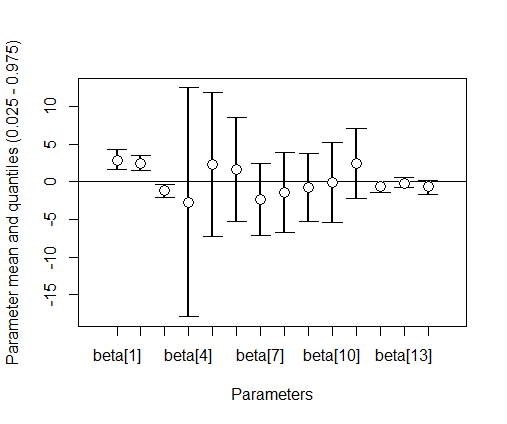 Parameter mean and quantiles (0.025 - 0.975)
10
5
0
-5
-10
-15
beta[1] beta[4] beta[7] beta[10] beta[13]
Parameters